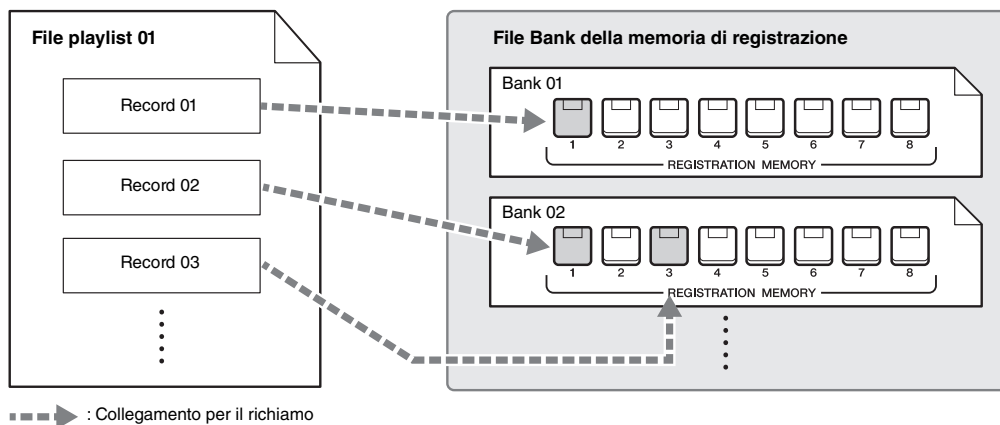 File playlist 01
Record 01
Record 02
Record 03
File Bank della memoria di registrazione
Bank 01
1 2 3 4 5 6 7 8
REGISTRATION MEMORY
Bank 02
1 2 3 4 5 6 7 8
REGISTRATION MEMORY
: Collegamento per il richiamo